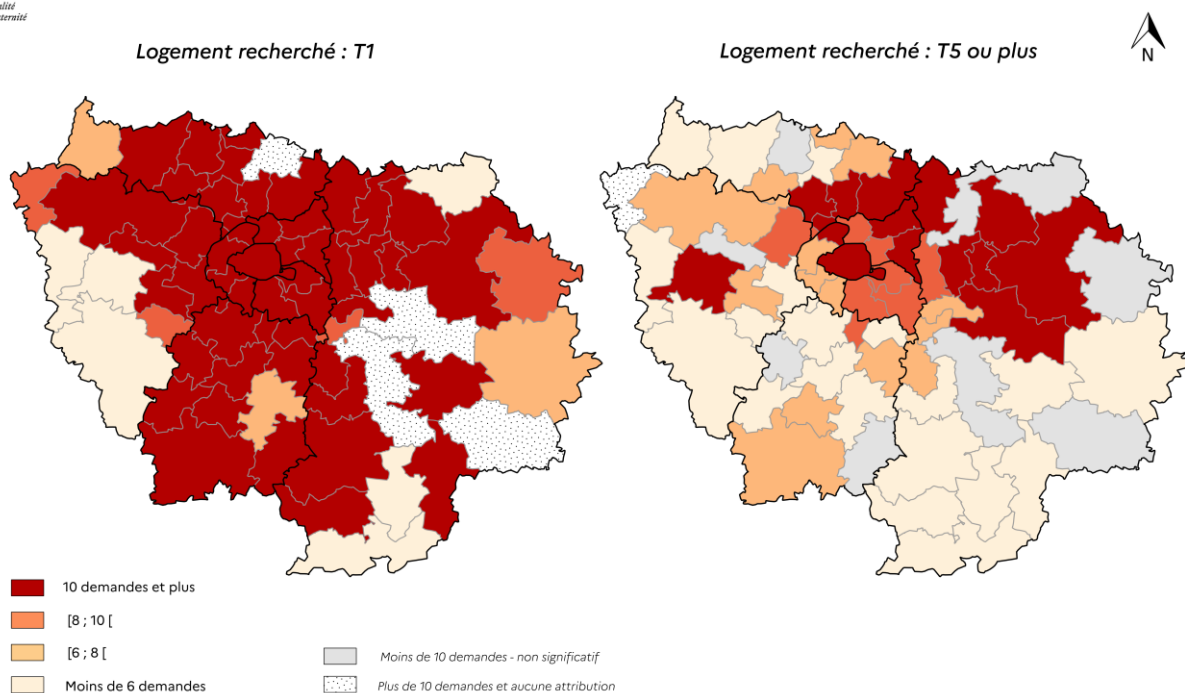 Logement recherché : T1
Logement recherché : T5 ou plus
N
10 demandes et plus
[8 ; 10 [
[6 ; 8 [
Moins de 6 demandes
Moins de 10 demandes - non significatif
Plus de 10 demandes et aucune attribution